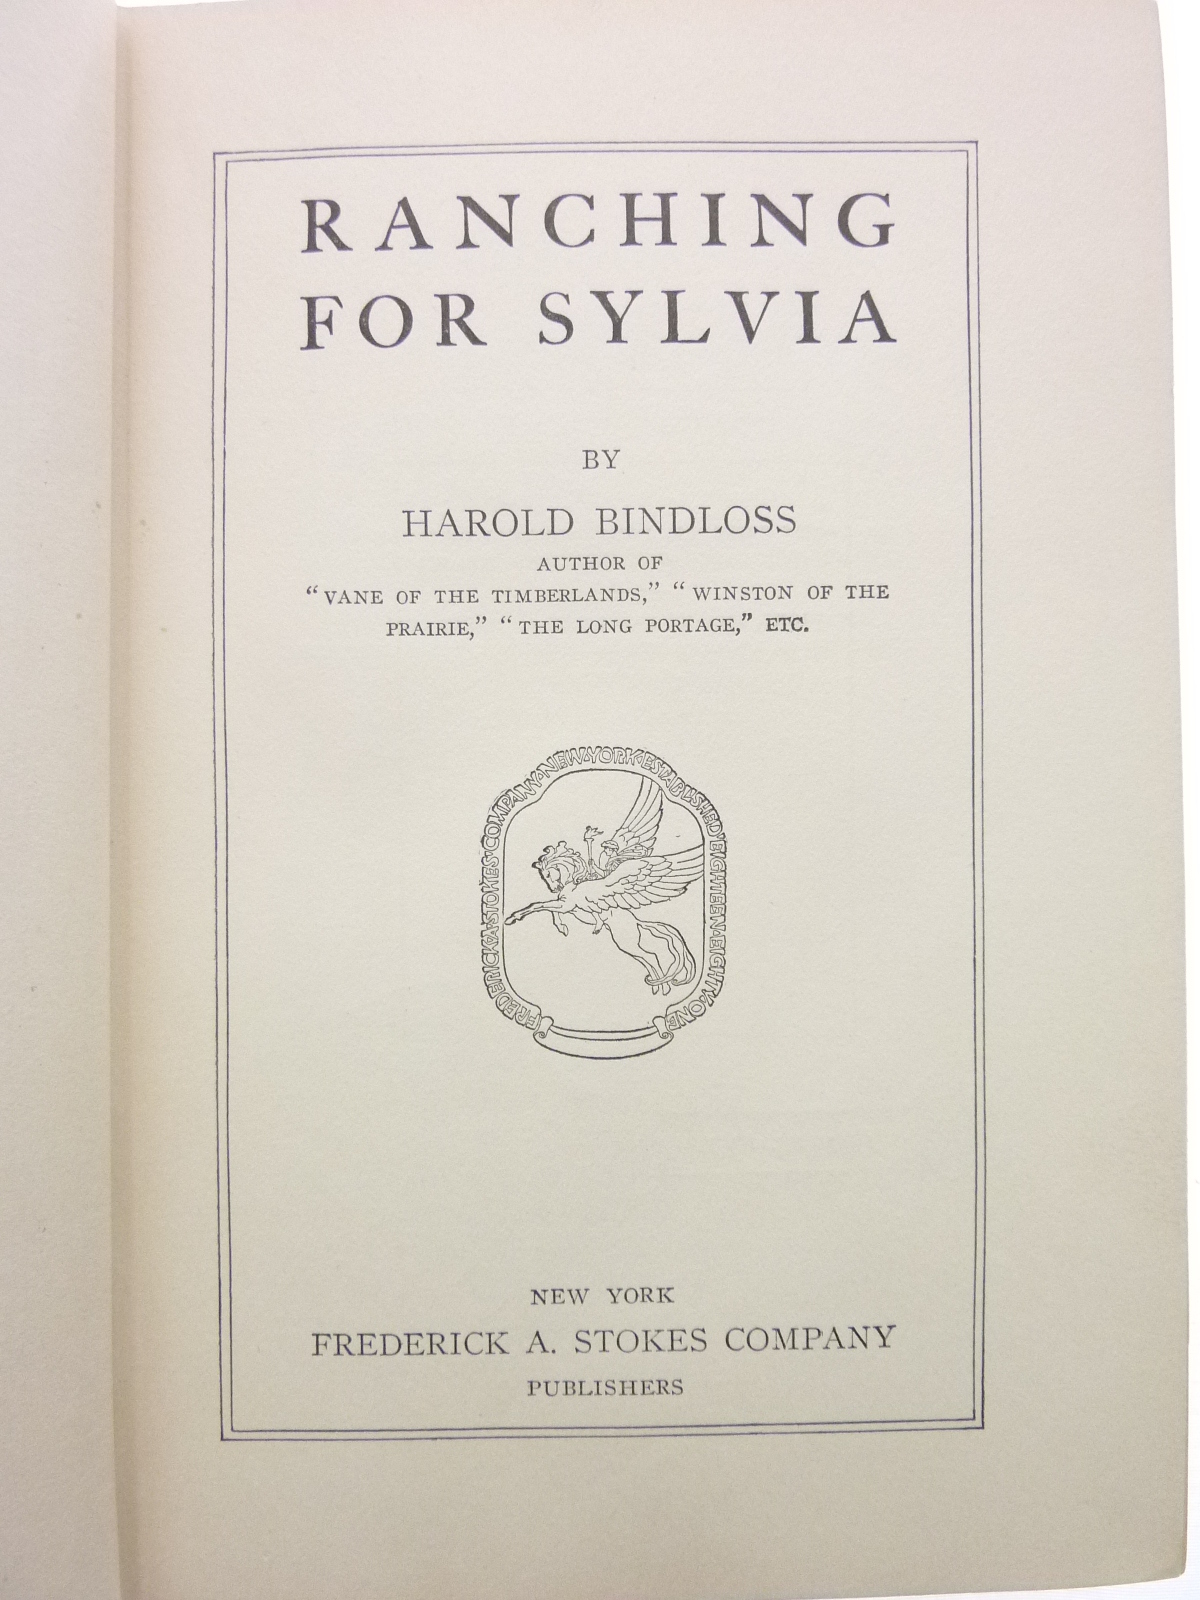 RANCHING
FOR SYLVIA
BY
HAROLD BINDLOSS
AUTHOR OF
"VANE OF THE TIMBERLANDS," "WINSTON OF THE
PRAIRIE," "THE LONG PORTAGE," ETC.
FREDERICK·A·STOKES·COMPANY·NEW·YORK·ESTABLISHED·EIGHTEEN·EIGHTY·ONE
NEW YORK
FREDERICK A. STOKES COMPANY
PUBLISHERS